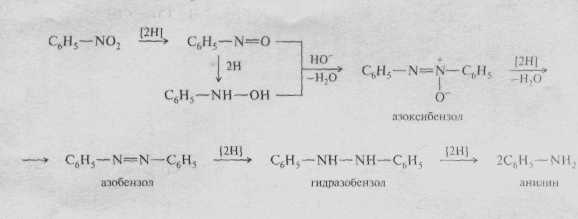 C₆H₅—NO₂ [2H] C₆H₅—N=O
2H HO⁻ −H₂O
C₆H₅—NH—OH
C₆H₅—N=N⁺—C₆H₅ [2H] −H₂O
O⁻
азоксибензол
C₆H₅—N=N—C₆H₅ [2H] C₆H₅—NH—NH—C₆H₅ [2H] 2C₆H₅—NH₂
азобензол гидразобензол анилин